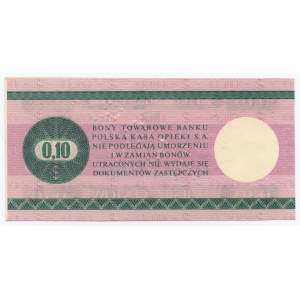 BONY TOWAROWE BANKU
POLSKA KASA OPIEKI S.A.
NIE PODLEGAJĄ UMORZENIU
I W ZAMIAN BONÓW
UTRACONYCH NIE WYDAJE SIĘ
DOKUMENTÓW ZASTĘPCZYCH
0,10